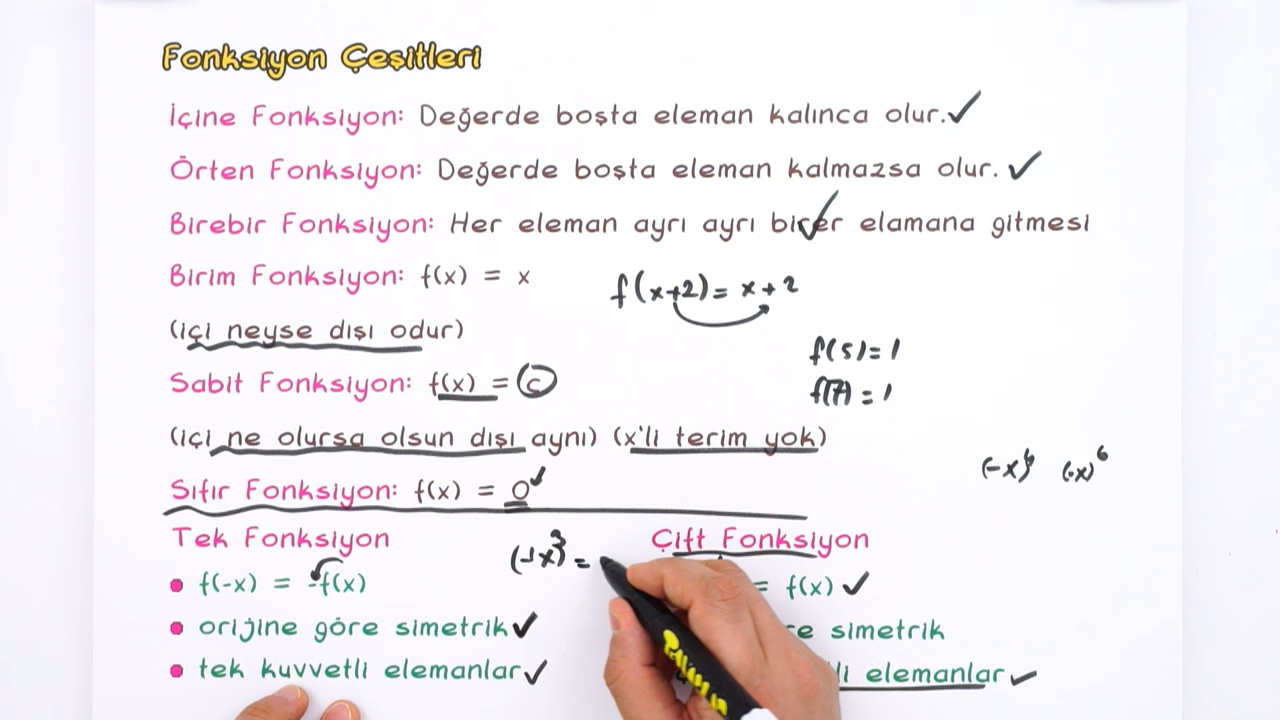 Fonksiyon Çeşitleri
İçine Fonksiyon: Değerde boşta eleman kalınca olur.
Örten Fonksiyon: Değerde boşta eleman kalmazsa olur.
Birebir Fonksiyon: Her eleman ayrı ayrı birer elamana gitmesi
Birim Fonksiyon: f(x) = x
f(x+2) = x+2
(içi neyse dışı odur)
f(5)=1
Sabit Fonksiyon: f(x) = c
f(7)=1
(içi ne olursa olsun dışı aynı) (x'li terim yok)
(-x)⁶
Sıfır Fonksiyon: f(x) = 0
Tek Fonksiyon
f(-x) = -f(x)
orijine göre simetrik
tek kuvvetli elemanlar
(-1x)³ =
Çift Fonksiyon
= f(x)
simetrik
elemanlar